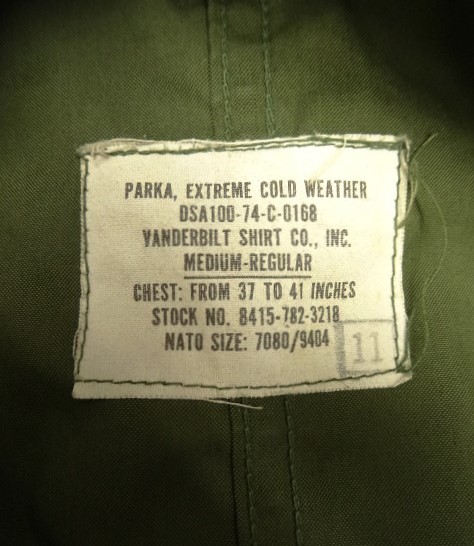 PARKA, EXTREME COLD WEATHER
DSA100-74-C-0168
VANDERBILT SHIRT CO., INC.
MEDIUM-REGULAR
CHEST: FROM 37 TO 41 INCHES
STOCK NO. 8415-782-3218
NATO SIZE: 7080/9404
11